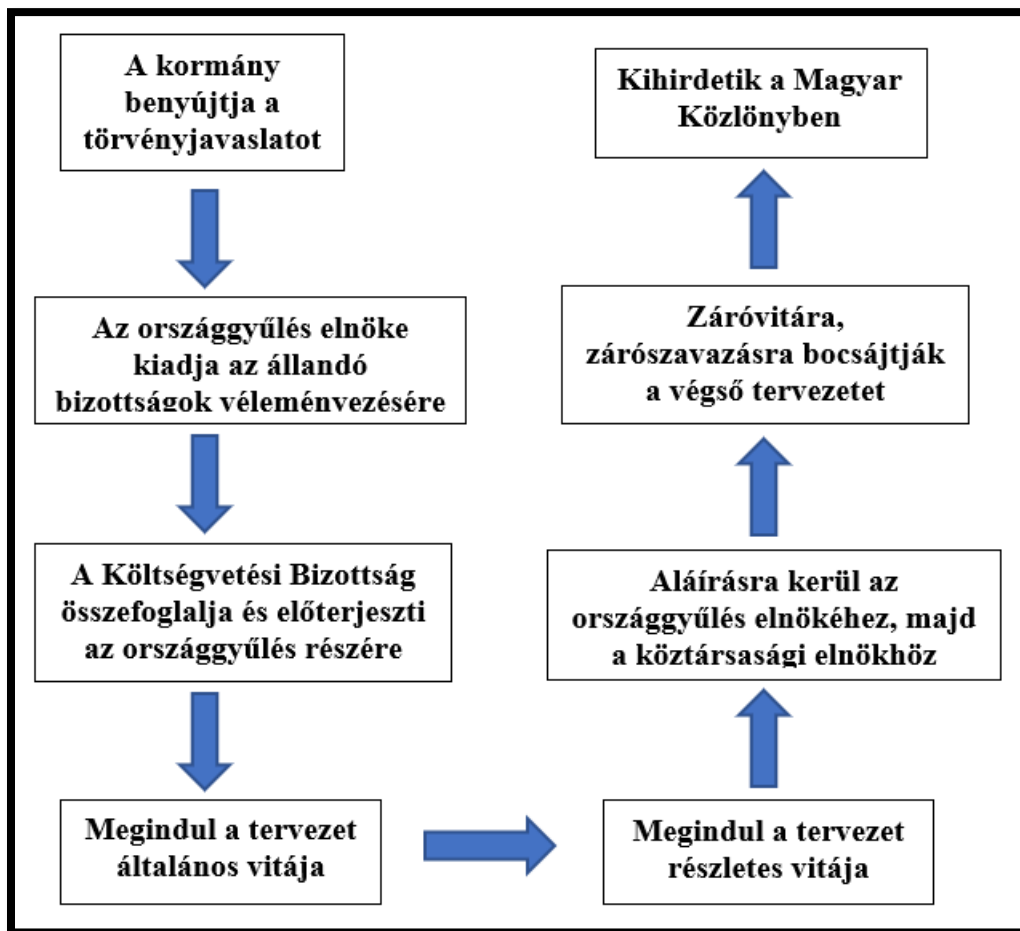 A kormány
benyújtja a
törvényjavaslatot
Az országgyűlés elnöke
kiadja az állandó
bizottságok véleményezésére
A Költségvetési Bizottság
összefoglalja és előterjeszti
az országgyűlés részére
Megindul a tervezet
általános vitája
Megindul a tervezet
részletes vitája
Aláírásra kerül az
országgyűlés elnökéhez, majd
a köztársasági elnökhöz
Záróvitára,
zárószavazásra bocsájtják
a végső tervezetet
Kihirdetik a Magyar
Közlönyben